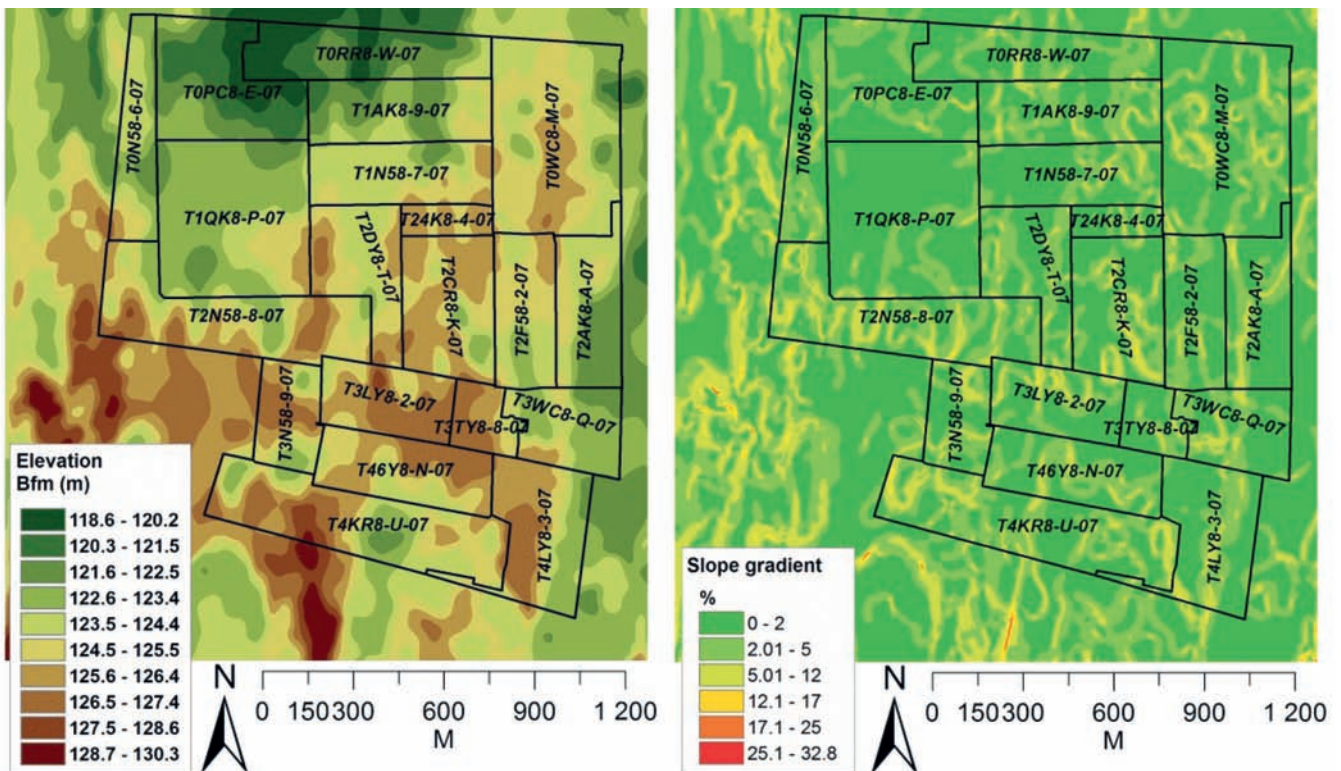 T0RR8-W-07
T0N58-6-07
T0PC8-E-07
T1AK8-9-07
T0WC8-M-07
T1N58-7-07
T1QK8-P-07
T2DY8-T-07
T24K8-4-07
T2CR8-K-07
T2F58-2-07
T2AK8-A-07
T2N58-8-07
T3N58-9-07
T3LY8-2-07
T3TY8-8-07
T3WC8-Q-07
T46Y8-N-07
T4KR8-U-07
T4LY8-3-07
Elevation
Bfm (m)
118.6 - 120.2
120.3 - 121.5
121.6 - 122.5
122.6 - 123.4
123.5 - 124.4
124.5 - 125.5
125.6 - 126.4
126.5 - 127.4
127.5 - 128.6
128.7 - 130.3
N
0 150 300 600 900 1 200
M
T0RR8-W-07
T0N58-6-07
T0PC8-E-07
T1AK8-9-07
T0WC8-M-07
T1N58-7-07
T1QK8-P-07
T2DY8-T-07
T24K8-4-07
T2CR8-K-07
T2F58-2-07
T2AK8-A-07
T2N58-8-07
T3N58-9-07
T3LY8-2-07
T3TY8-8-07
T3WC8-Q-07
T46Y8-N-07
T4KR8-U-07
T4LY8-3-07
Slope gradient
%
0 - 2
2.01 - 5
5.01 - 12
12.1 - 17
17.1 - 25
25.1 - 32.8
N
0 150 300 600 900 1 200
M